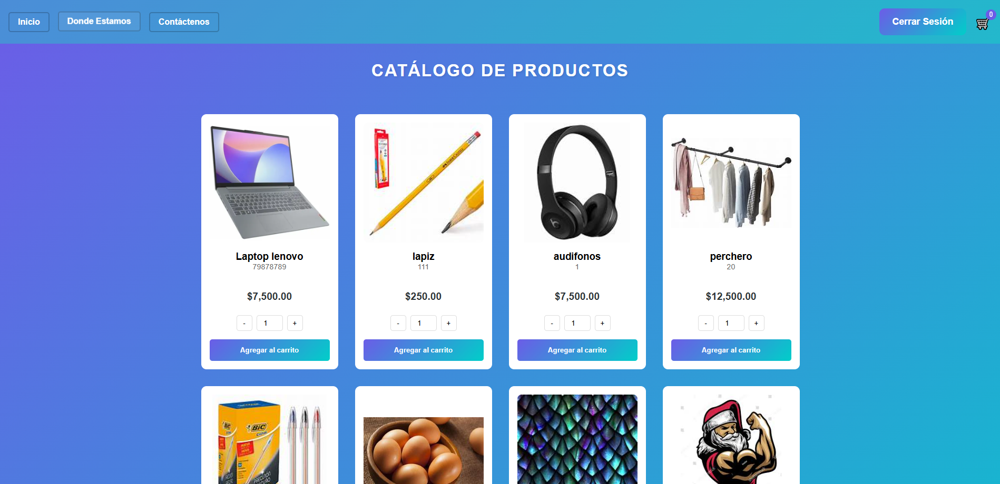 Inicio
Donde Estamos
Contáctenos
Cerrar Sesión
0
CATÁLOGO DE PRODUCTOS
Laptop lenovo
79878789
$7,500.00
- 1 +
Agregar al carrito
lapiz
111
$250.00
- 1 +
Agregar al carrito
audifonos
1
$7,500.00
- 1 +
Agregar al carrito
perchero
20
$12,500.00
- 1 +
Agregar al carrito
BIC